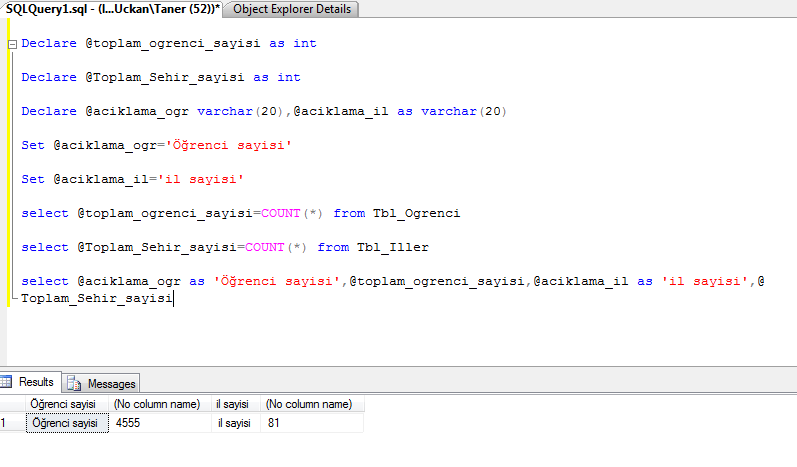 SQLQuery1.sql - (l...Uckan\Taner (52))* Object Explorer Details
Declare @toplam_ogrenci_sayisi as int
Declare @Toplam_Sehir_sayisi as int
Declare @aciklama_ogr varchar(20),@aciklama_il as varchar(20)
Set @aciklama_ogr='Öğrenci sayisi'
Set @aciklama_il='il sayisi'
select @toplam_ogrenci_sayisi=COUNT(*) from Tbl_Ogrenci
select @Toplam_Sehir_sayisi=COUNT(*) from Tbl_Iller
select @aciklama_ogr as 'Öğrenci sayisi',@toplam_ogrenci_sayisi,@aciklama_il as 'il sayisi',@
Toplam_Sehir_sayisi
Results Messages
Öğrenci sayisi (No column name) il sayisi (No column name)
1 Öğrenci sayisi 4555 il sayisi 81